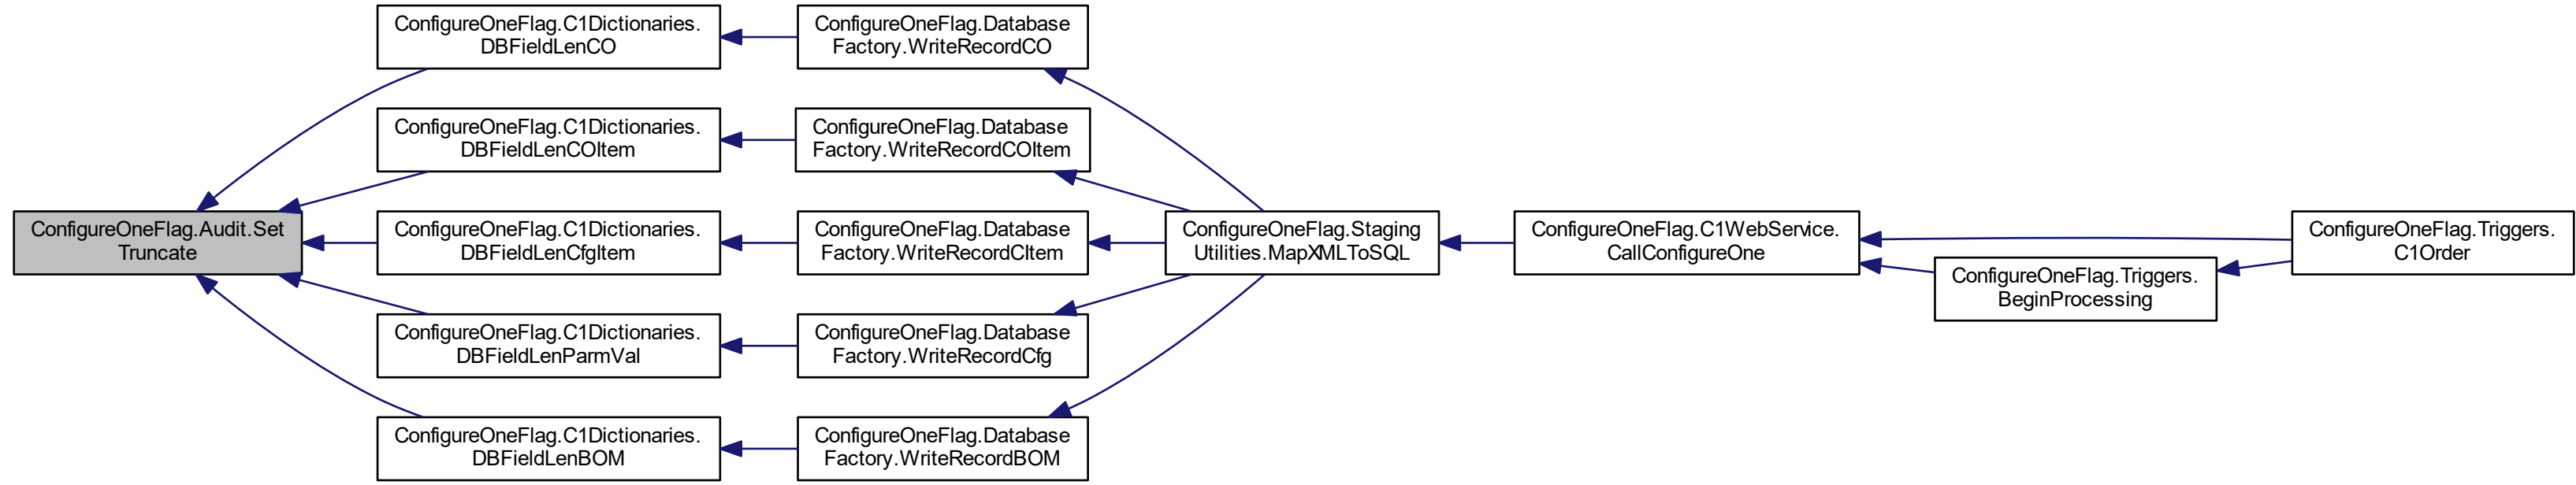 ConfigureOneFlag.Audit.Set
Truncate
ConfigureOneFlag.C1Dictionaries.
DBFieldLenCO
ConfigureOneFlag.Database
Factory.WriteRecordCO
ConfigureOneFlag.C1Dictionaries.
DBFieldLenCOItem
ConfigureOneFlag.Database
Factory.WriteRecordCOItem
ConfigureOneFlag.C1Dictionaries.
DBFieldLenCfgItem
ConfigureOneFlag.Database
Factory.WriteRecordCItem
ConfigureOneFlag.C1Dictionaries.
DBFieldLenParmVal
ConfigureOneFlag.Database
Factory.WriteRecordCfg
ConfigureOneFlag.C1Dictionaries.
DBFieldLenBOM
ConfigureOneFlag.Database
Factory.WriteRecordBOM
ConfigureOneFlag.Staging
Utilities.MapXMLToSQL
ConfigureOneFlag.C1WebService.
CallConfigureOne
ConfigureOneFlag.Triggers.
BeginProcessing
ConfigureOneFlag.Triggers.
C1Order